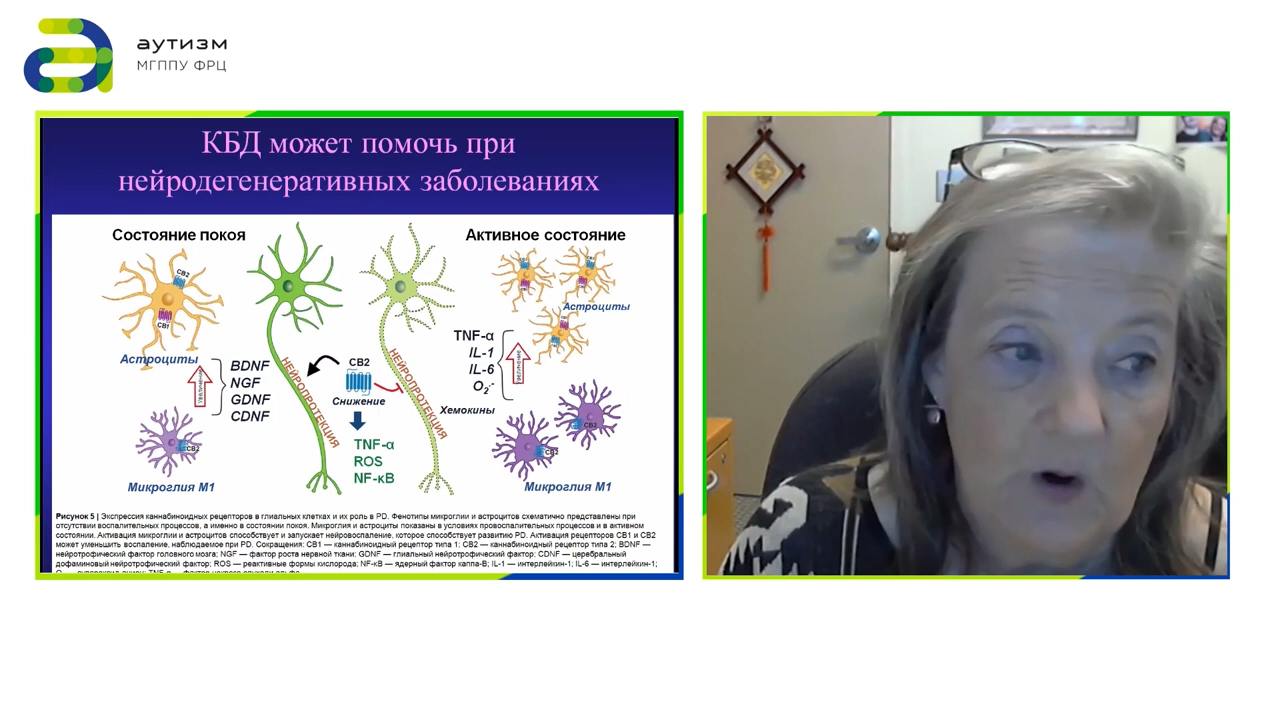 аутизм
МГППУ ФРЦ
КБД может помочь при
нейродегенеративных заболеваниях
Состояние покоя
Активное состояние
CB2
CB1
Астроциты
Увеличение
BDNF
NGF
GDNF
CDNF
CB2
Микроглия М1
НЕЙРОПРОТЕКЦИЯ
CB2
Снижение
TNF-α
ROS
NF-κB
НЕЙРОПРОТЕКЦИЯ
Астроциты
TNF-α
IL-1
IL-6
O₂·-
Хемокины
CB2
CB2
Микроглия М1
Рисунок 5 | Экспрессия каннабиноидных рецепторов в глиальных клетках и их роль в PD. Фенотипы микроглии и астроцитов схематично представлены при
отсутствии воспалительных процессов, а именно в состоянии покоя. Микроглия и астроциты показаны в условиях провоспалительных процессов и в активном
состоянии. Активация микроглии и астроцитов способствует и запускает нейровоспаление, которое способствует развитию PD. Активация рецепторов CB1 и CB2
может уменьшить воспаление, наблюдаемое при PD. Сокращения: CB1 — каннабиноидный рецептор типа 1; CB2 — каннабиноидный рецептор типа 2; BDNF —
нейротрофический фактор головного мозга; NGF — фактор роста нервной ткани; GDNF — глиальный нейротрофический фактор; CDNF — церебральный
дофаминовый нейротрофический фактор; ROS — реактивные формы кислорода; NF-κB — ядерный фактор каппа-B; IL-1 — интерлейкин-1; IL-6 — интерлейкин-6;